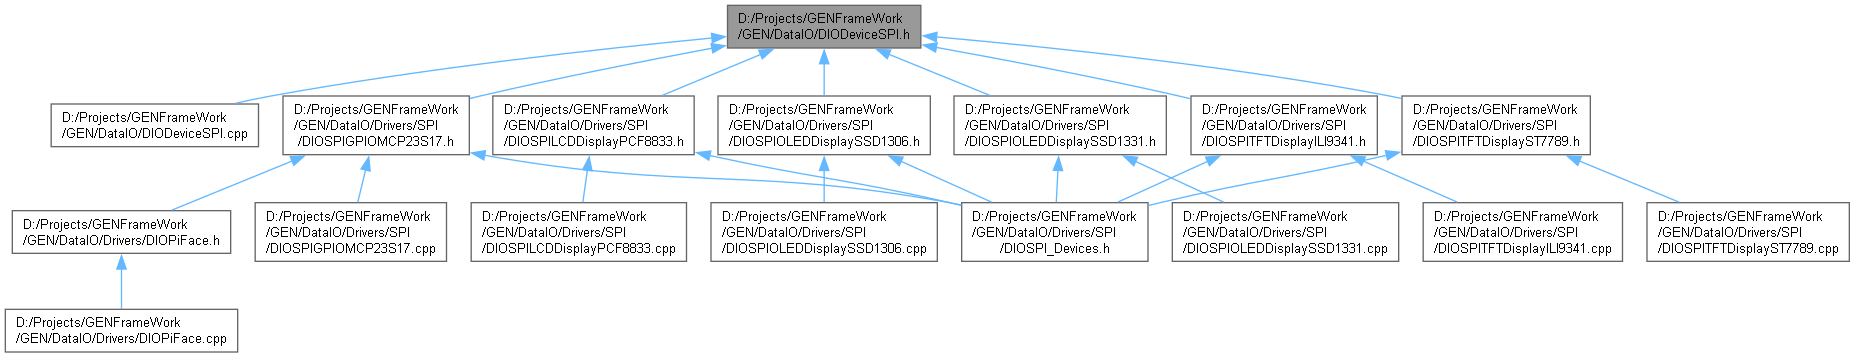 D:/Projects/GENFrameWork
/GEN/DataIO/DIODeviceSPI.h
D:/Projects/GENFrameWork
/GEN/DataIO/DIODeviceSPI.cpp
D:/Projects/GENFrameWork
/GEN/DataIO/Drivers/SPI
/DIOSPIGPIOMCP23S17.h
D:/Projects/GENFrameWork
/GEN/DataIO/Drivers/SPI
/DIOSPILCDDisplayPCF8833.h
D:/Projects/GENFrameWork
/GEN/DataIO/Drivers/SPI
/DIOSPIOLEDDisplaySSD1306.h
D:/Projects/GENFrameWork
/GEN/DataIO/Drivers/SPI
/DIOSPIOLEDDisplaySSD1331.h
D:/Projects/GENFrameWork
/GEN/DataIO/Drivers/SPI
/DIOSPITFTDisplayILI9341.h
D:/Projects/GENFrameWork
/GEN/DataIO/Drivers/SPI
/DIOSPITFTDisplayST7789.h
D:/Projects/GENFrameWork
/GEN/DataIO/Drivers/DIOPiFace.h
D:/Projects/GENFrameWork
/GEN/DataIO/Drivers/SPI
/DIOSPIGPIOMCP23S17.cpp
D:/Projects/GENFrameWork
/GEN/DataIO/Drivers/SPI
/DIOSPILCDDisplayPCF8833.cpp
D:/Projects/GENFrameWork
/GEN/DataIO/Drivers/SPI
/DIOSPIOLEDDisplaySSD1306.cpp
D:/Projects/GENFrameWork
/GEN/DataIO/Drivers/SPI
/DIOSPI_Devices.h
D:/Projects/GENFrameWork
/GEN/DataIO/Drivers/SPI
/DIOSPIOLEDDisplaySSD1331.cpp
D:/Projects/GENFrameWork
/GEN/DataIO/Drivers/SPI
/DIOSPITFTDisplayILI9341.cpp
D:/Projects/GENFrameWork
/GEN/DataIO/Drivers/SPI
/DIOSPITFTDisplayST7789.cpp
D:/Projects/GENFrameWork
/GEN/DataIO/Drivers/DIOPiFace.cpp